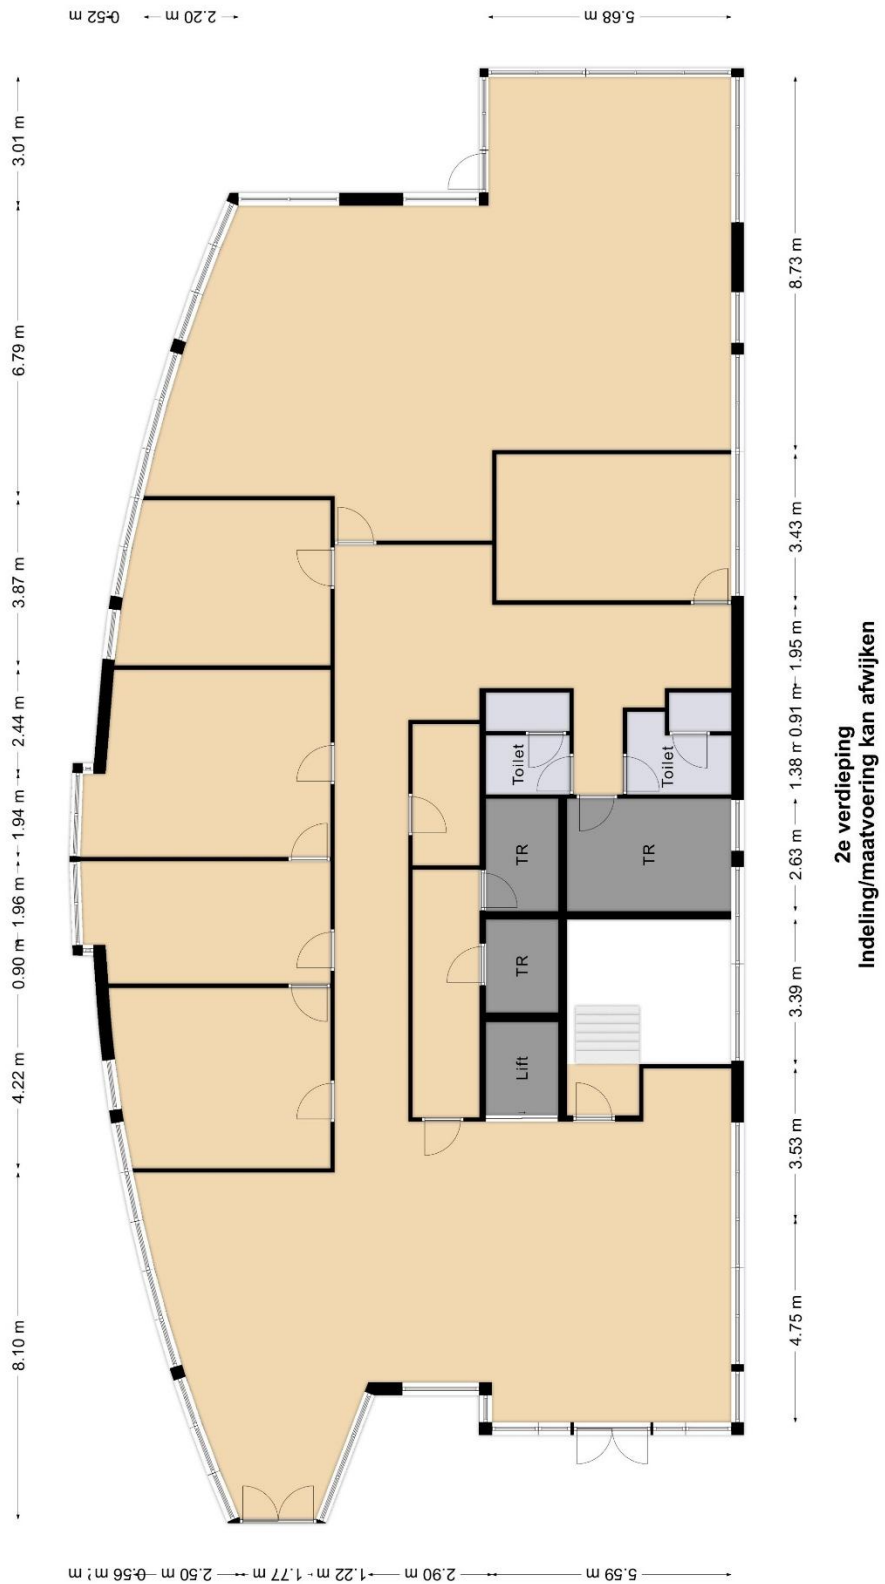 0.52 m
2.20 m
5.68 m
3.01 m
6.79 m
3.87 m
2.44 m
1.94 m
1.96 m
0.90 m
4.22 m
8.10 m
8.73 m
3.43 m
1.95 m
0.91 m
1.38 m
2.63 m
3.39 m
3.53 m
4.75 m
Toilet
Toilet
TR
TR
TR
Lift
0.56 m
2.50 m
1.77 m
1.22 m
2.90 m
5.59 m
2e verdieping
Indeling/maatvoering kan afwijken